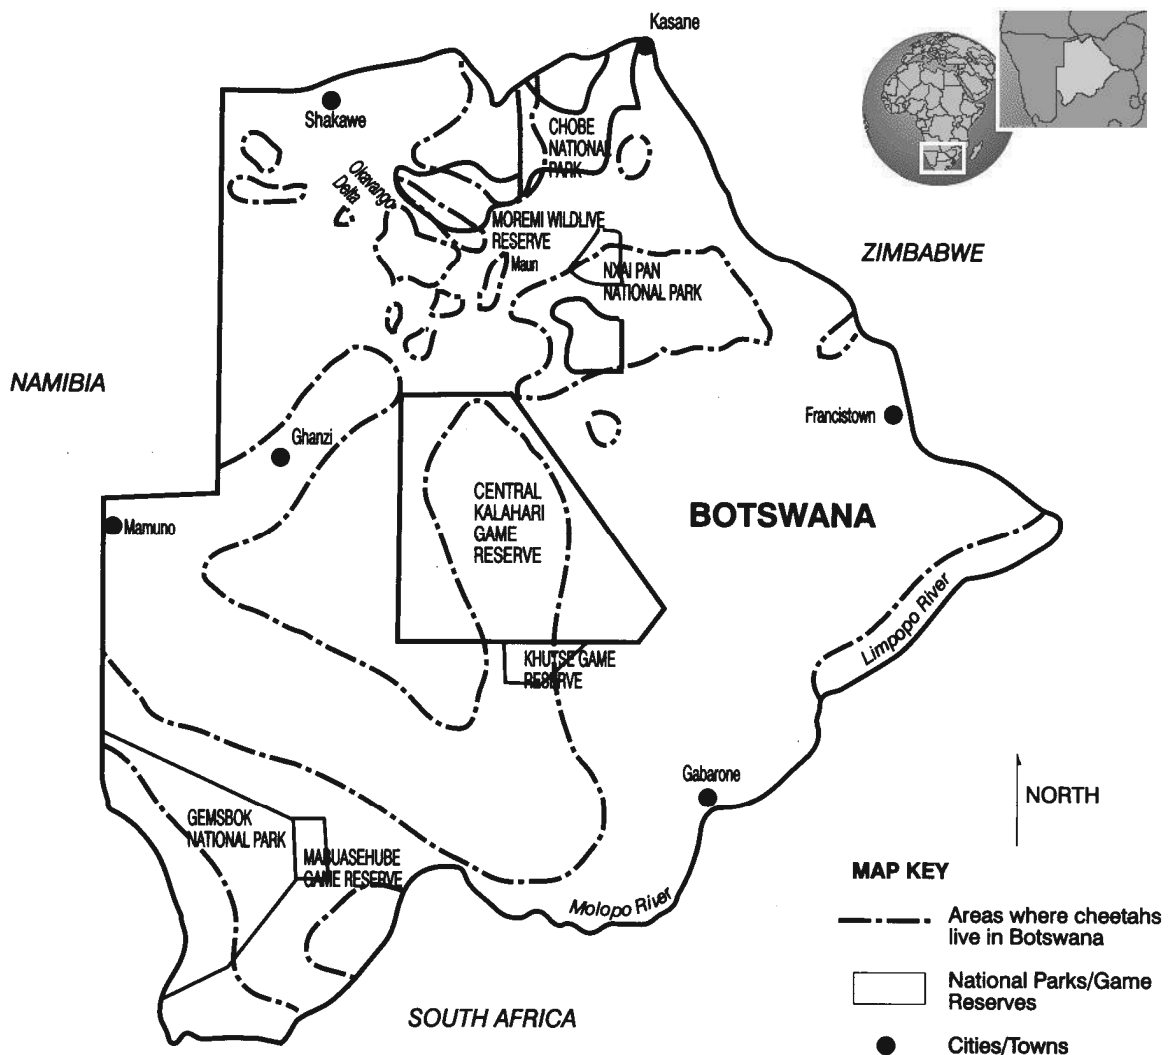 Kasane
Shakawe
CHOBE
NATIONAL
PARK
Okavango
Delta
MOREMI WILDLIVE
RESERVE
Maun
NXAI PAN
NATIONAL PARK
ZIMBABWE
NAMIBIA
Ghanzi
Francistown
CENTRAL
KALAHARI
GAME
RESERVE
BOTSWANA
Mamuno
Limpopo River
KHUTSE GAME
RESERVE
Gabarone
NORTH
GEMSBOK
NATIONAL PARK
MABUASEHUBE
GAME RESERVE
Molopo River
SOUTH AFRICA
MAP KEY
Areas where cheetahs
live in Botswana
National Parks/Game
Reserves
Cities/Towns